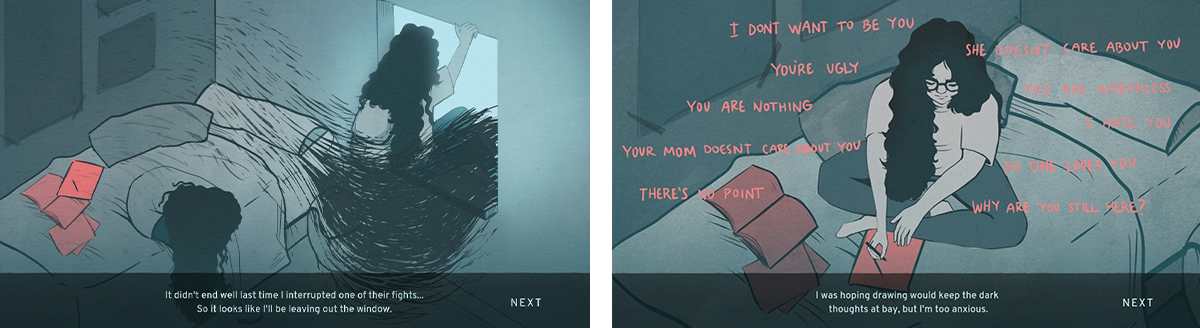 It didn't end well last time I interrupted one of their fights...
So it looks like I'll be leaving out the window.
NEXT
I DONT WANT TO BE YOU
SHE DOESN'T CARE ABOUT YOU
YOU'RE UGLY
YOU ARE WORTHLESS
YOU ARE NOTHING
I HATE YOU
YOUR MOM DOESNT CARE ABOUT YOU
NO ONE LOVES YOU
THERE'S NO POINT
WHY ARE YOU STILL HERE?
I was hoping drawing would keep the dark
thoughts at bay, but I'm too anxious.
NEXT